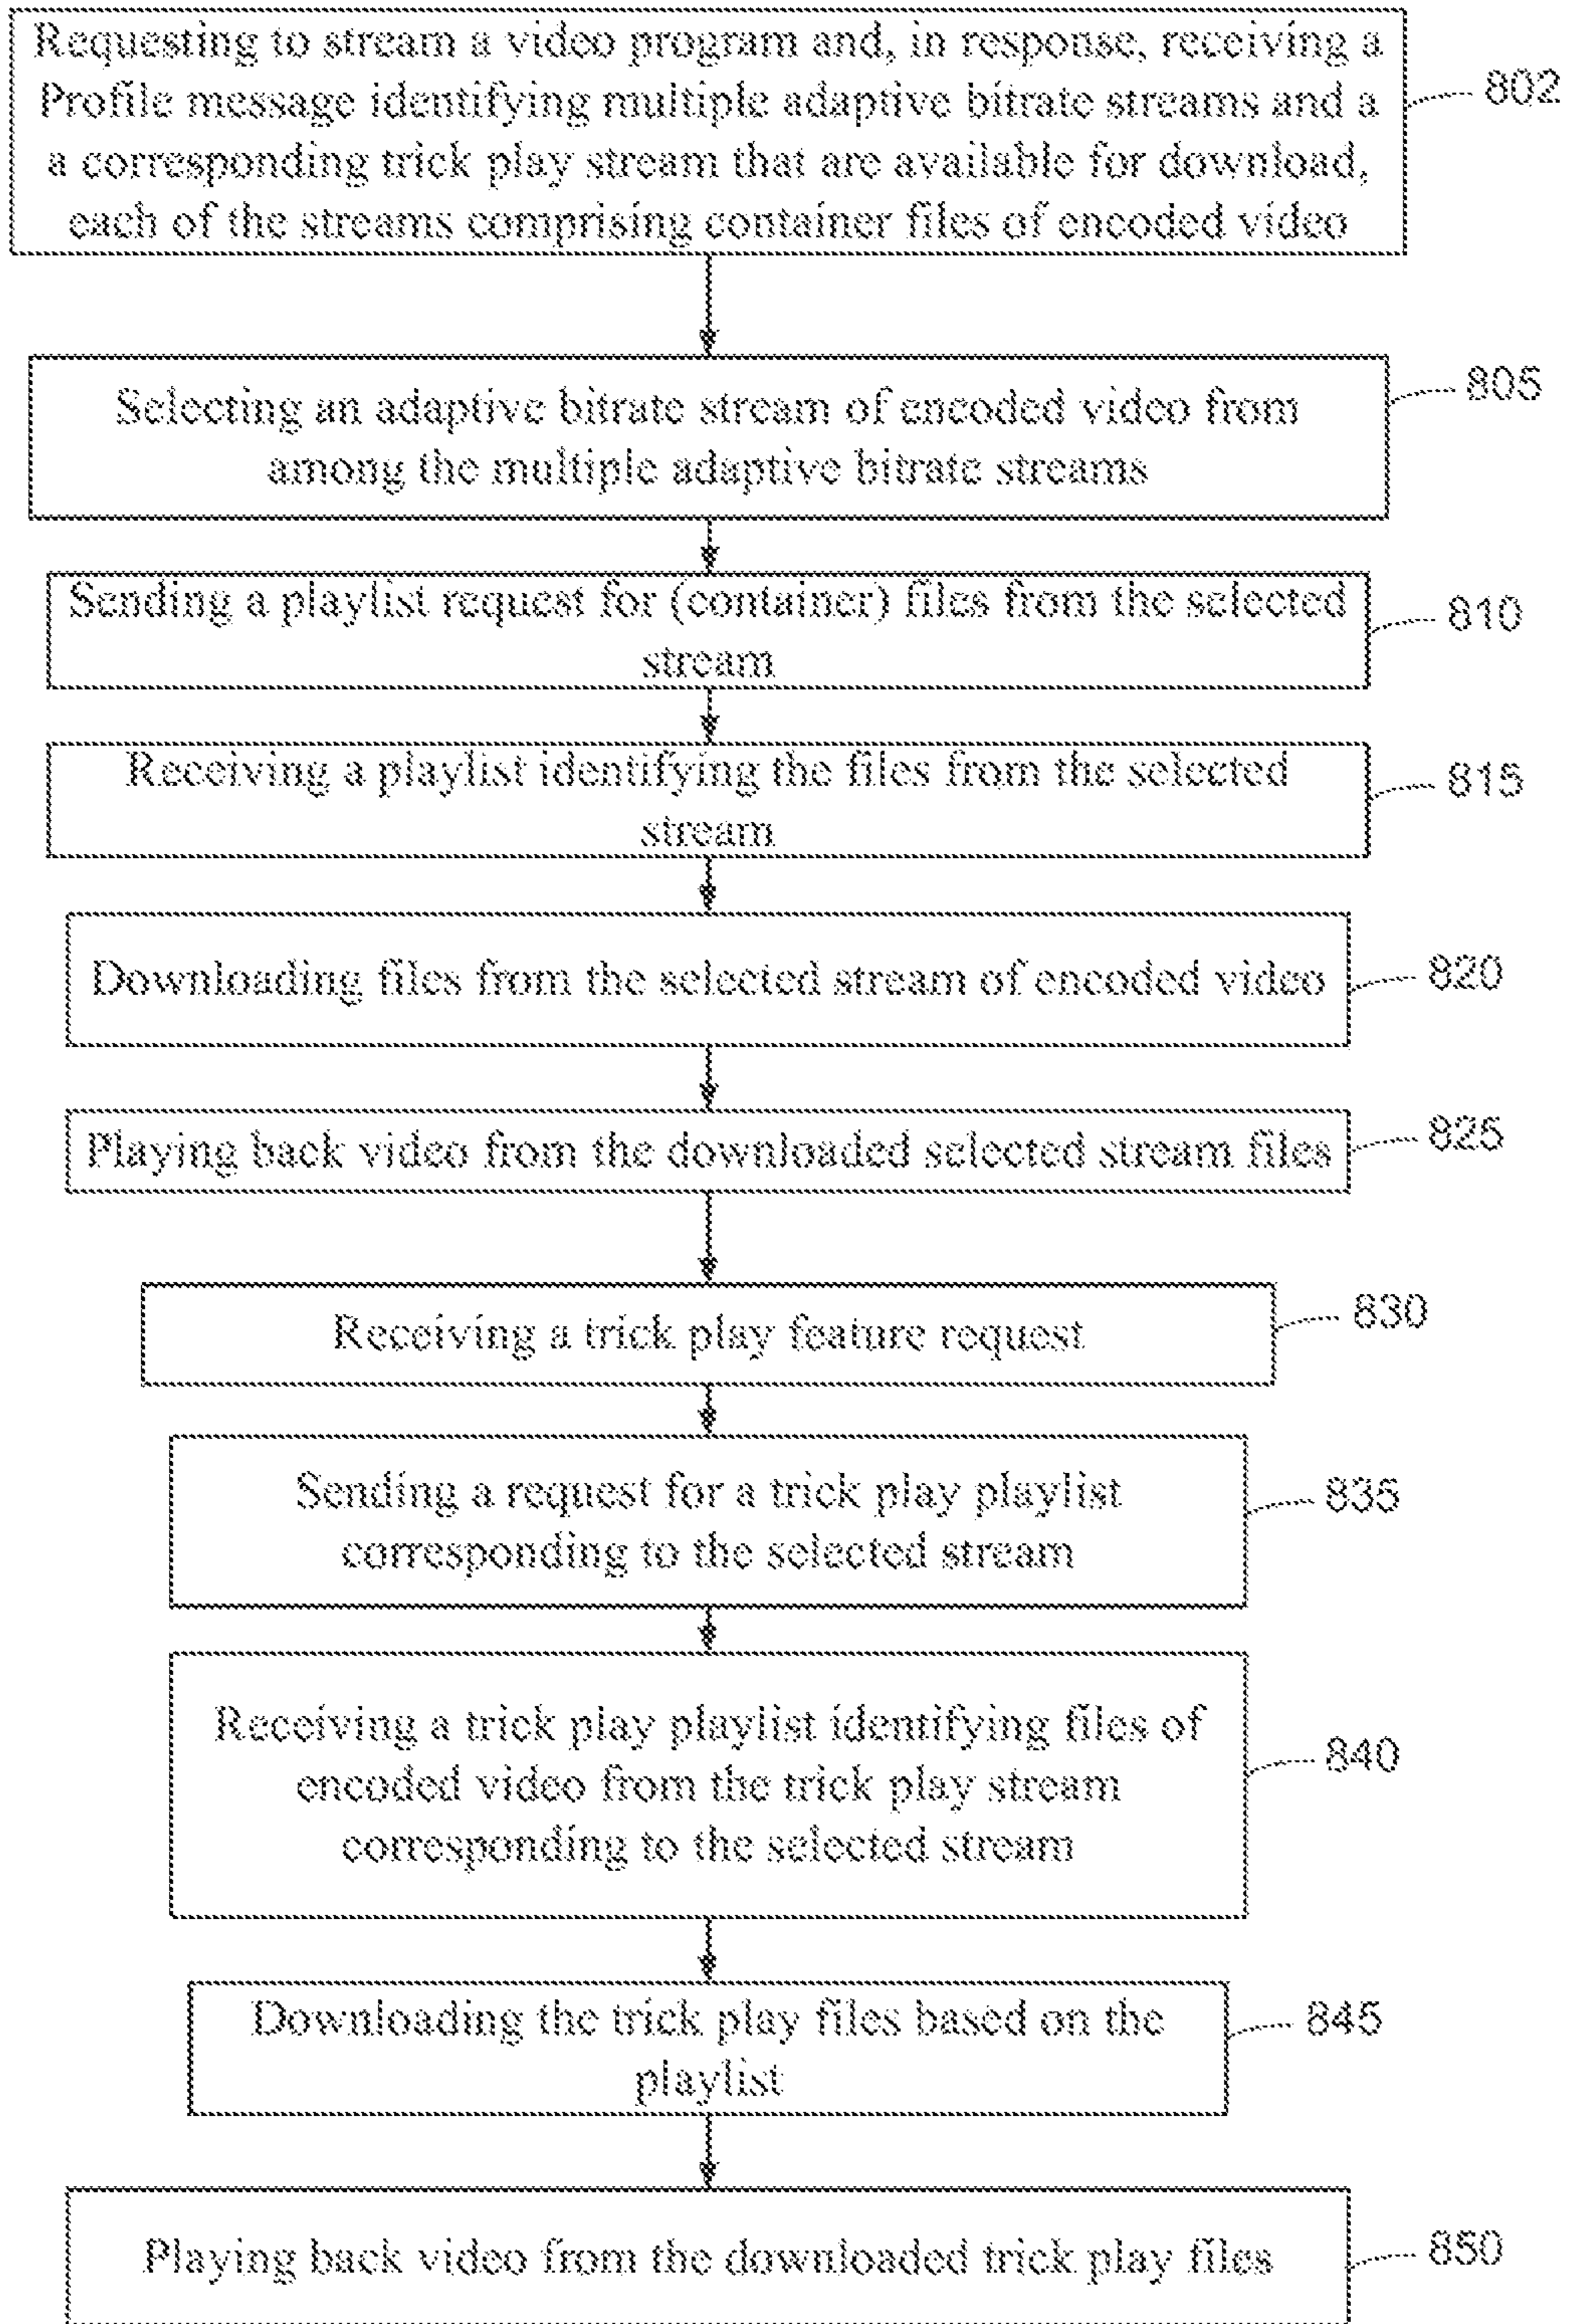 Requesting to stream a video program and, in response, receiving a
Profile message identifying multiple adaptive bitrate streams and a
a corresponding trick play stream that are available for download,
each of the streams comprising container files of encoded video
802
Selecting an adaptive bitrate stream of encoded video from
among the multiple adaptive bitrate streams
805
Sending a playlist request for (container) files from the selected
stream
810
Receiving a playlist identifying the files from the selected
stream
815
Downloading files from the selected stream of encoded video
820
Playing back video from the downloaded selected stream files
825
Receiving a trick play feature request
830
Sending a request for a trick play playlist
corresponding to the selected stream
835
Receiving a trick play playlist identifying files of
encoded video from the trick play stream
corresponding to the selected stream
840
Downloading the trick play files based on the
playlist
845
Playing back video from the downloaded trick play files
850